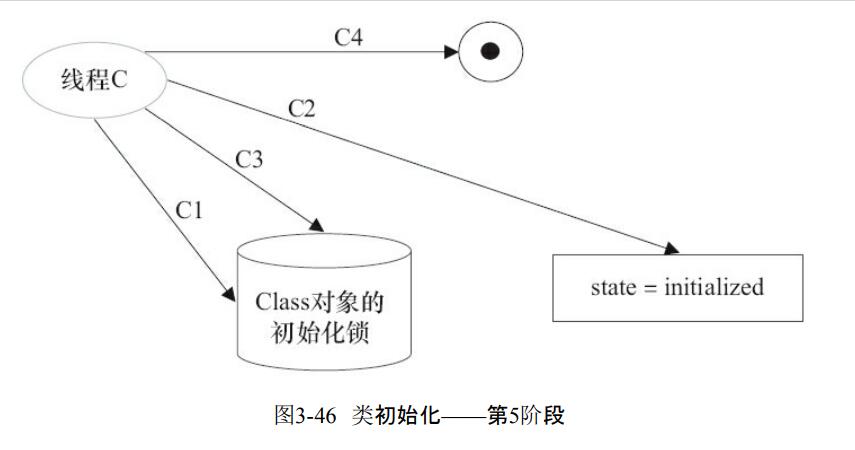 C4
线程C
C2
C3
C1
state = initialized
Class对象的
初始化锁
图3-46 类初始化——第5阶段